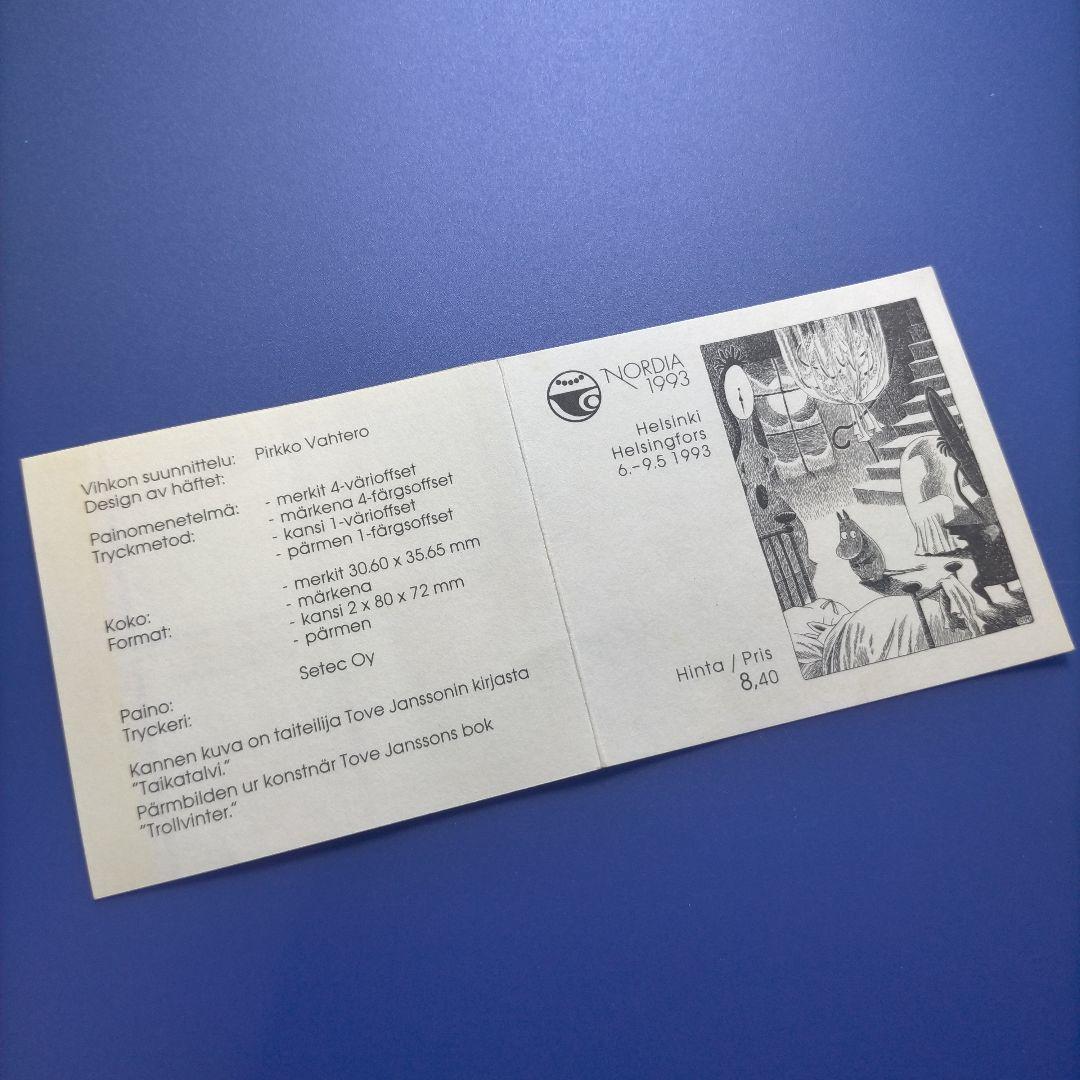 Vihkon suunnittelu: Pirkko Vahtero
Design av häftet:
Painomenetelmä: - merkit 4-värioffset
Tryckmetod: - märkena 4-färgsoffset
- kansi 1-värioffset
- pärmen 1-färgsoffset
Koko: - merkit 30.60 x 35.65 mm
Format: - märkena
- kansi 2 x 80 x 72 mm
- pärmen
Paino: Setec Oy
Tryckeri:
Kannen kuva on taiteilija Tove Janssonin kirjasta
"Taikatalvi."
Pärmbilden ur konstnär Tove Janssons bok
"Trollvinter."
NORDIA
1993
Helsinki
Helsingfors
6.–9.5 1993
Hinta / Pris
8,40